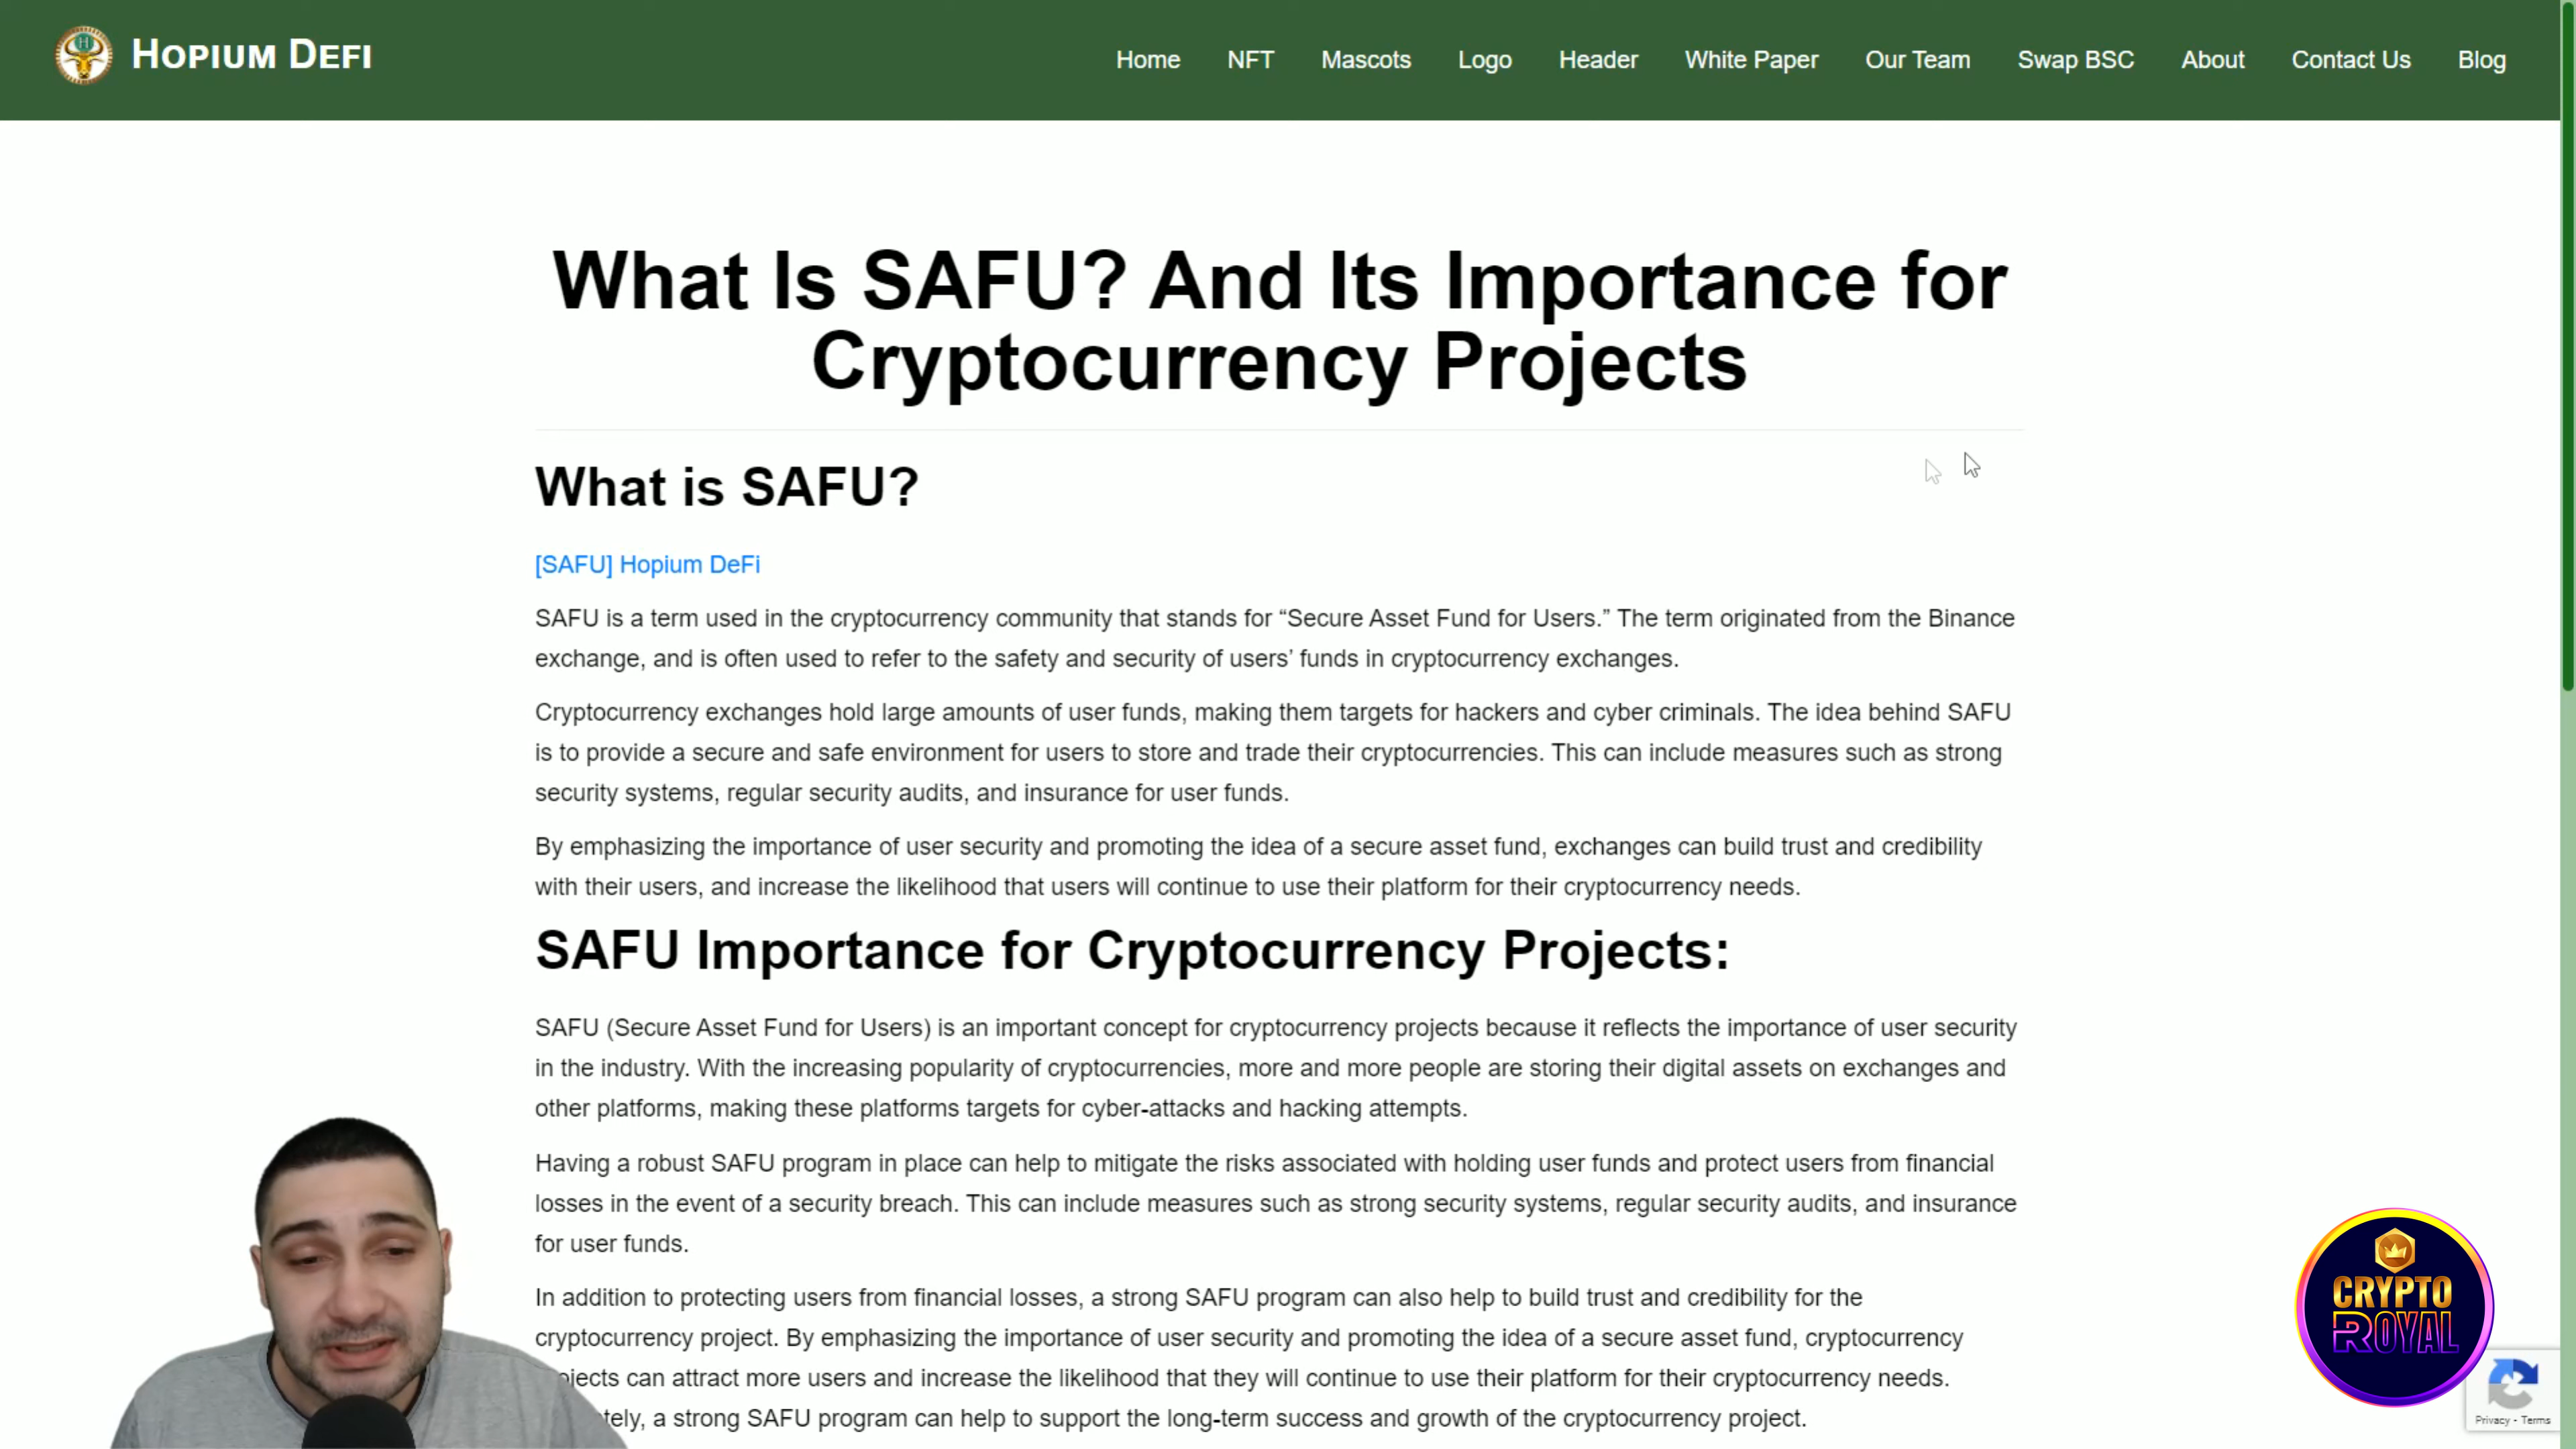 Hopium Defi
Home NFT Mascots Logo Header White Paper Our Team Swap BSC About Contact Us Blog
What Is SAFU? And Its Importance for
Cryptocurrency Projects
What is SAFU?
[SAFU] Hopium DeFi
SAFU is a term used in the cryptocurrency community that stands for “Secure Asset Fund for Users.” The term originated from the Binance
exchange, and is often used to refer to the safety and security of users’ funds in cryptocurrency exchanges.
Cryptocurrency exchanges hold large amounts of user funds, making them targets for hackers and cyber criminals. The idea behind SAFU
is to provide a secure and safe environment for users to store and trade their cryptocurrencies. This can include measures such as strong
security systems, regular security audits, and insurance for user funds.
By emphasizing the importance of user security and promoting the idea of a secure asset fund, exchanges can build trust and credibility
with their users, and increase the likelihood that users will continue to use their platform for their cryptocurrency needs.
SAFU Importance for Cryptocurrency Projects:
SAFU (Secure Asset Fund for Users) is an important concept for cryptocurrency projects because it reflects the importance of user security
in the industry. With the increasing popularity of cryptocurrencies, more and more people are storing their digital assets on exchanges and
other platforms, making these platforms targets for cyber-attacks and hacking attempts.
Having a robust SAFU program in place can help to mitigate the risks associated with holding user funds and protect users from financial
losses in the event of a security breach. This can include measures such as strong security systems, regular security audits, and insurance
for user funds.
In addition to protecting users from financial losses, a strong SAFU program can also help to build trust and credibility for the
cryptocurrency project. By emphasizing the importance of user security and promoting the idea of a secure asset fund, cryptocurrency
can attract more users and increase the likelihood that they will continue to use their platform for their cryptocurrency needs.
a strong SAFU program can help to support the long-term success and growth of the cryptocurrency project.
CRYPTO
ROYAL
Privacy - Terms